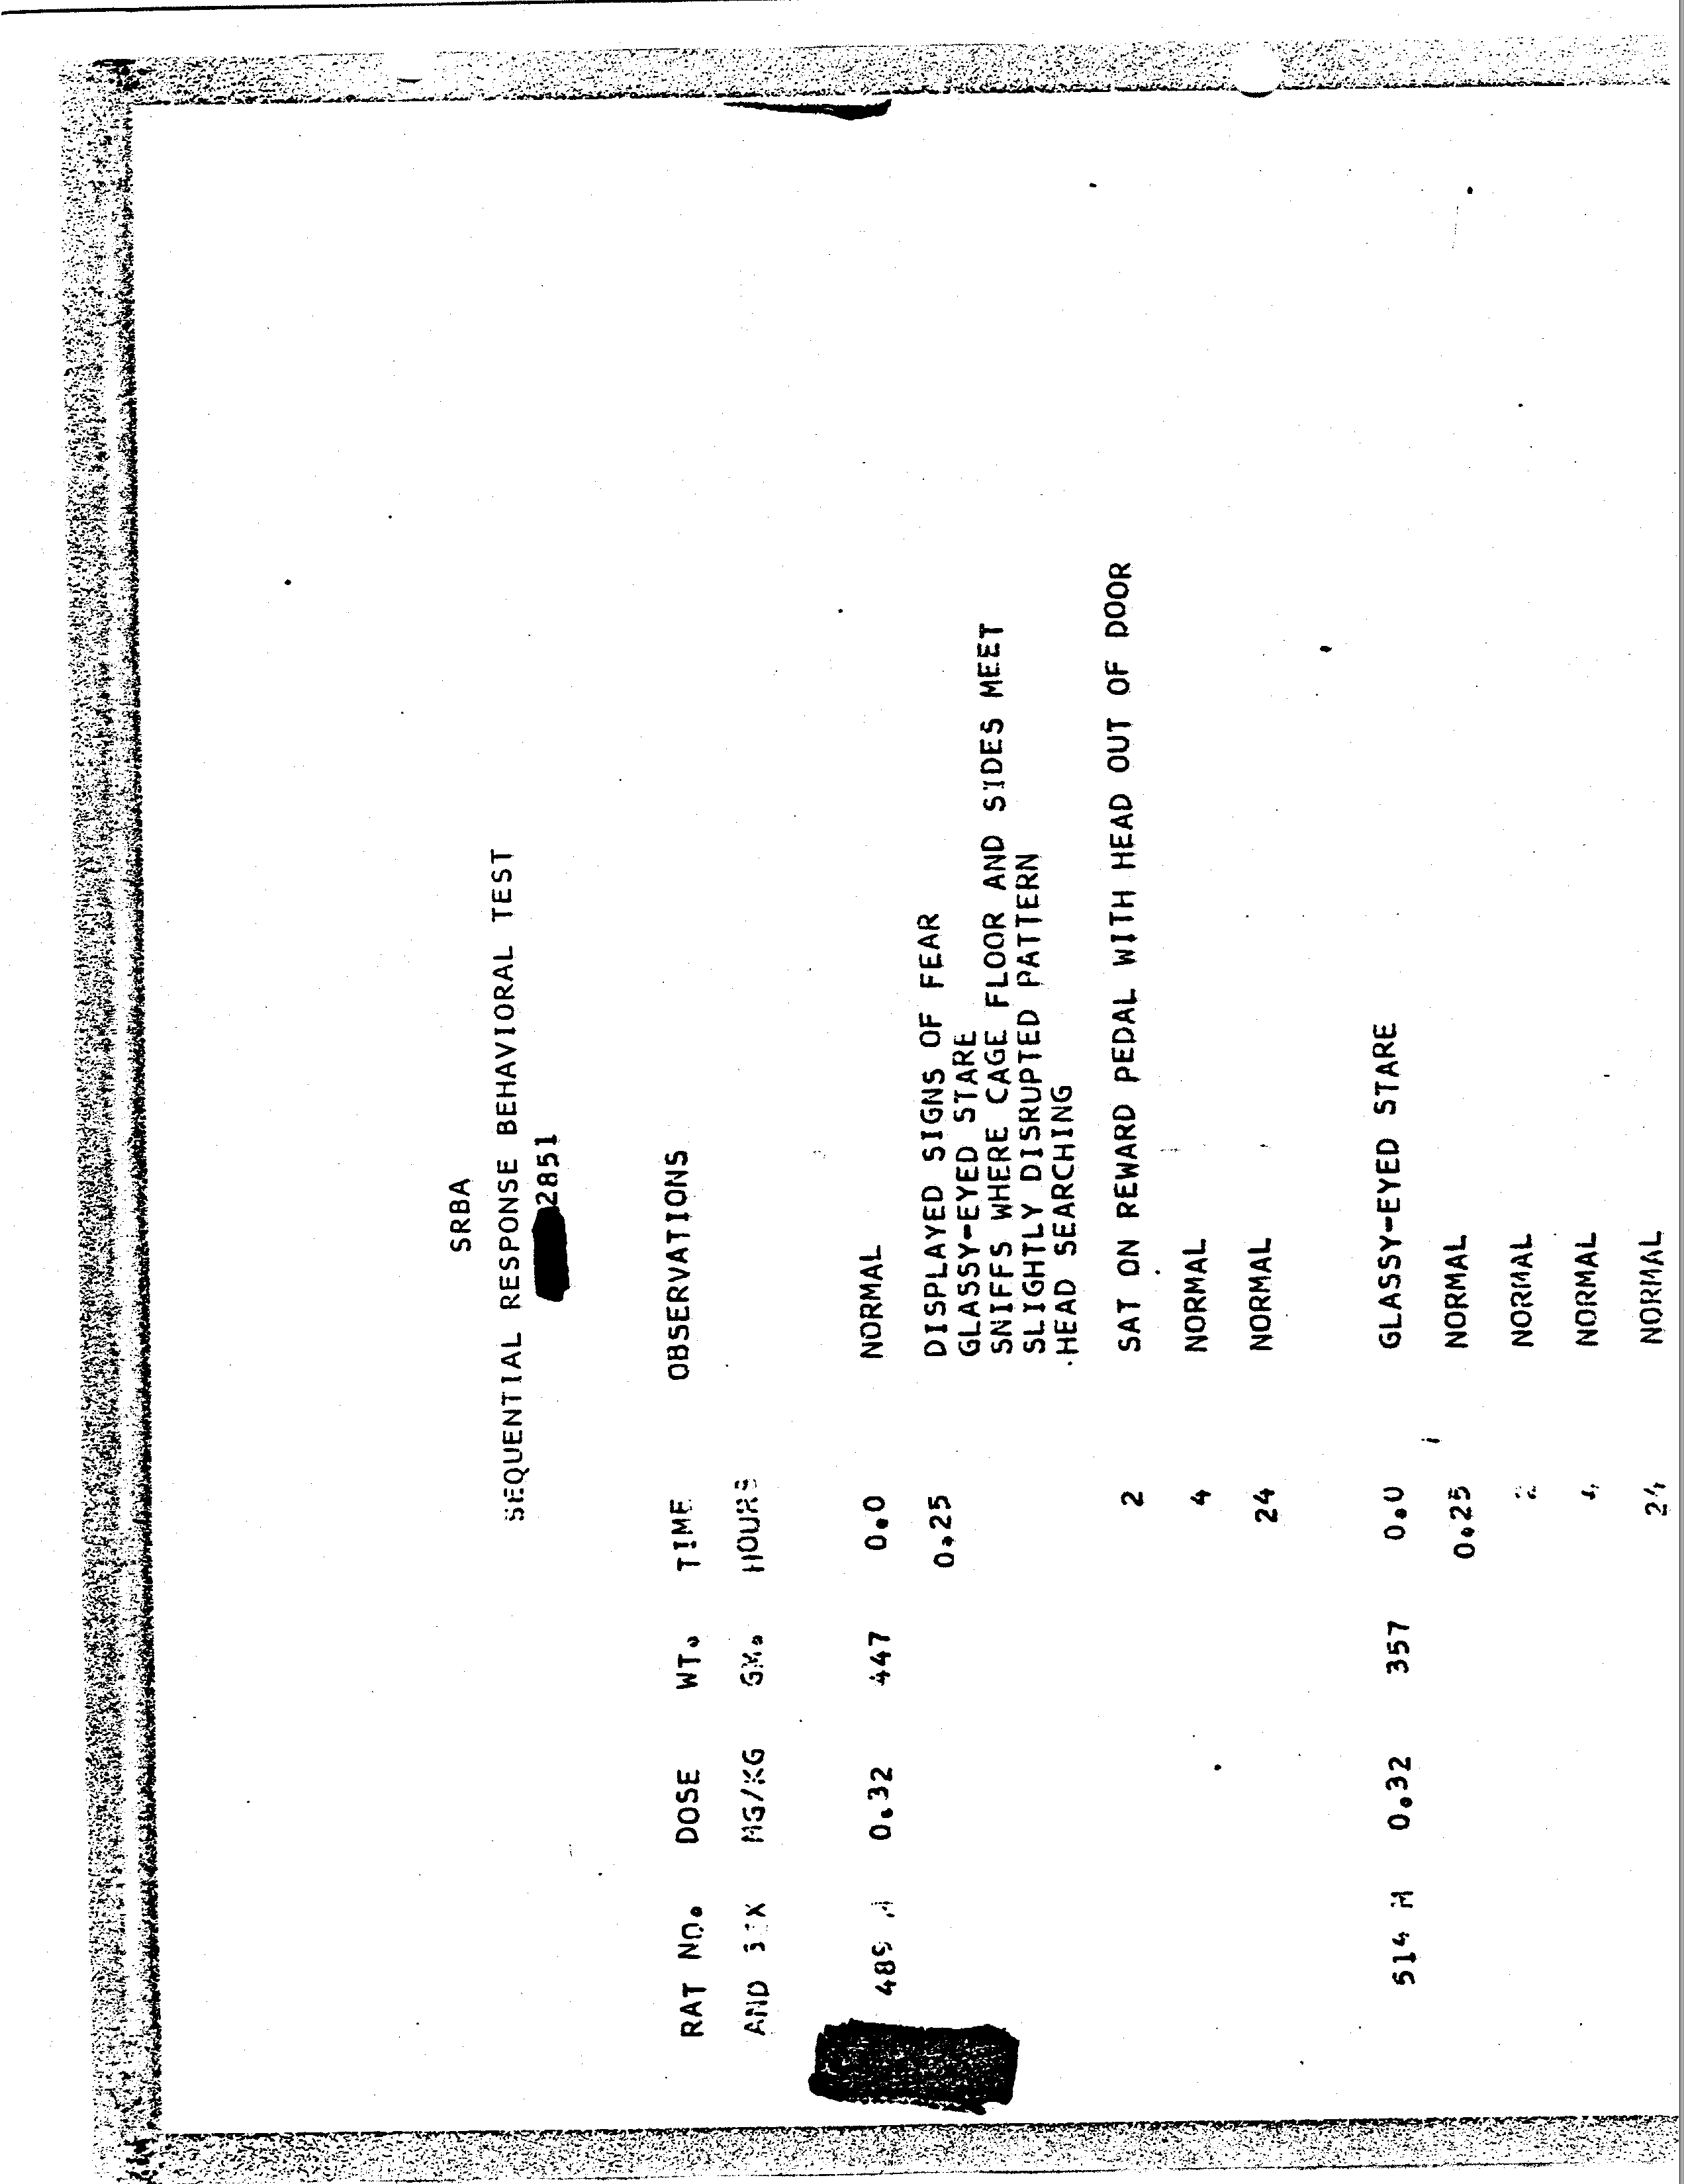 SRBA
SEQUENTIAL RESPONSE BEHAVIORAL TEST
2851
RAT NO. DOSE WT. TIME OBSERVATIONS
AND SEX MG/KG GM. HOURS
0.32 447 0.0 NORMAL
0.25 DISPLAYED SIGNS OF FEAR
GLASSY-EYED STARE
SNIFFS WHERE CAGE FLOOR AND SIDES MEET
SLIGHTLY DISRUPTED PATTERN
HEAD SEARCHING
2 SAT ON REWARD PEDAL WITH HEAD OUT OF DOOR
4 NORMAL
24 NORMAL
514 M 0.32 357 0.0 GLASSY-EYED STARE
0.25 NORMAL
2 NORMAL
4 NORMAL
24 NORMAL